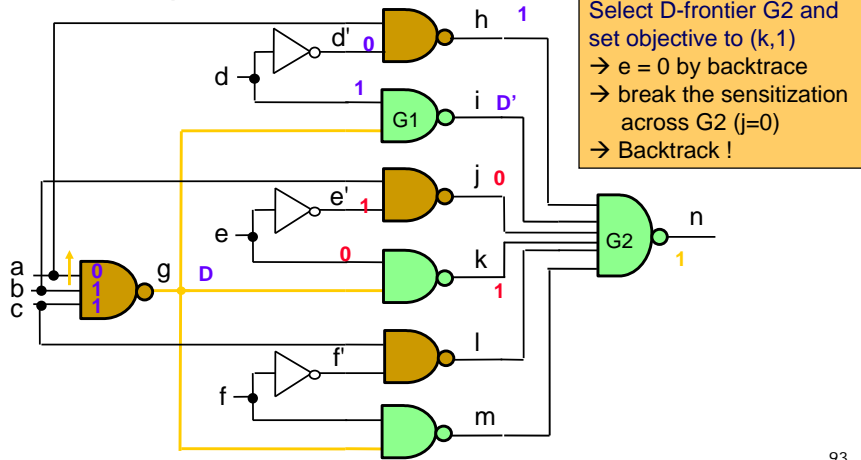 Select D-frontier G2 and
set objective to (k,1)
→ e = 0 by backtrace
→ break the sensitization
across G2 (j=0)
→ Backtrack !
h 1
d' 0
d
1
i D’
G1
j 0
e' 1
e
n
G2
1
0
k
1
a
b
c
0
1
1
g D
l
f'
f
m
93